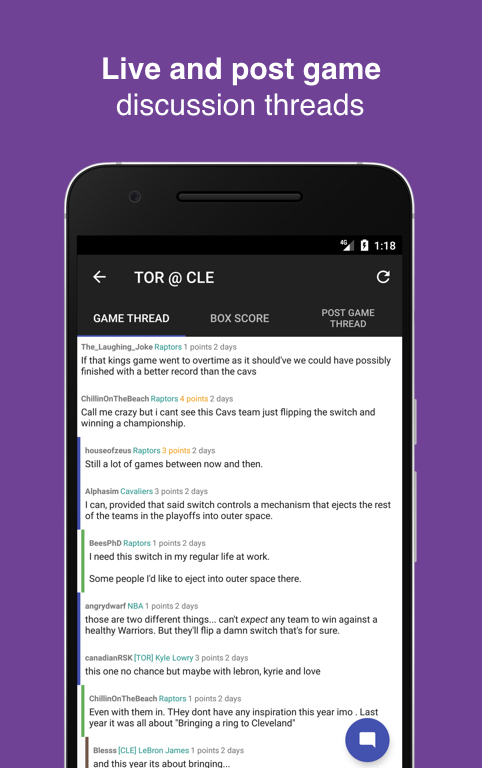 Live and post game
discussion threads
4G 1:18
TOR @ CLE
GAME THREAD
BOX SCORE
POST GAME
THREAD
The_Laughing_Joke Raptors 1 points 2 days
If that kings game went to overtime as it should've we could have possibly
finished with a better record than the cavs
ChillinOnTheBeach Raptors 4 points 2 days
Call me crazy but i cant see this Cavs team just flipping the switch and
winning a championship.
houseofzeus Raptors 3 points 2 days
Still a lot of games between now and then.
Alphasim Cavaliers 3 points 2 days
I can, provided that said switch controls a mechanism that ejects the rest
of the teams in the playoffs into outer space.
BeesPhD Raptors 1 points 2 days
I need this switch in my regular life at work.
Some people I'd like to eject into outer space there.
angrydwarf NBA 1 points 2 days
those are two different things... can't expect any team to win against a
healthy Warriors. But they'll flip a damn switch that's for sure.
canadianRSK [TOR] Kyle Lowry 3 points 2 days
this one no chance but maybe with lebron, kyrie and love
ChillinOnTheBeach Raptors 1 points 2 days
Even with them in. THey dont have any inspiration this year imo . Last
year it was all about "Bringing a ring to Cleveland"
Blesss [CLE] LeBron James 1 points 2 days
and this year its about bringing...